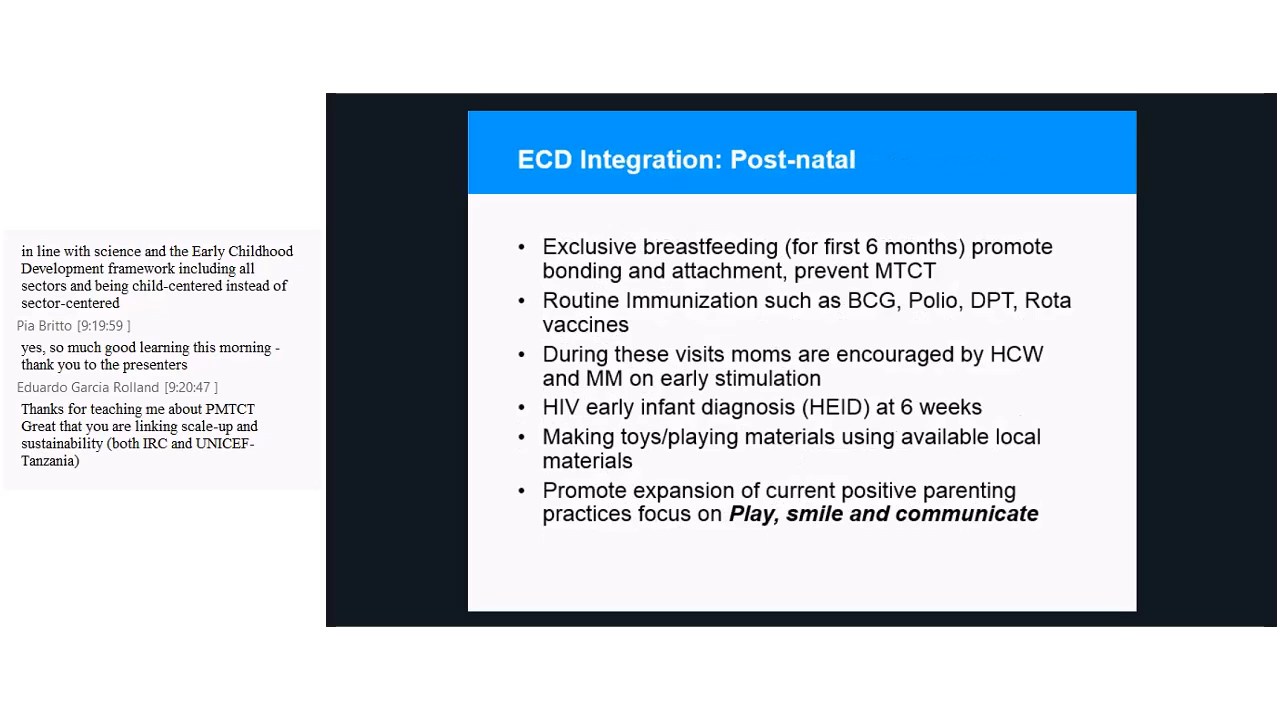 in line with science and the Early Childhood
Development framework including all
sectors and being child-centered instead of
sector-centered
Pia Britto [9:19:59 ]
yes, so much good learning this morning -
thank you to the presenters
Eduardo Garcia Rolland [9:20:47 ]
Thanks for teaching me about PMTCT
Great that you are linking scale-up and
sustainability (both IRC and UNICEF-
Tanzania)
ECD Integration: Post-natal
• Exclusive breastfeeding (for first 6 months) promote
bonding and attachment, prevent MTCT
• Routine Immunization such as BCG, Polio, DPT, Rota
vaccines
• During these visits moms are encouraged by HCW
and MM on early stimulation
• HIV early infant diagnosis (HEID) at 6 weeks
• Making toys/playing materials using available local
materials
• Promote expansion of current positive parenting
practices focus on Play, smile and communicate